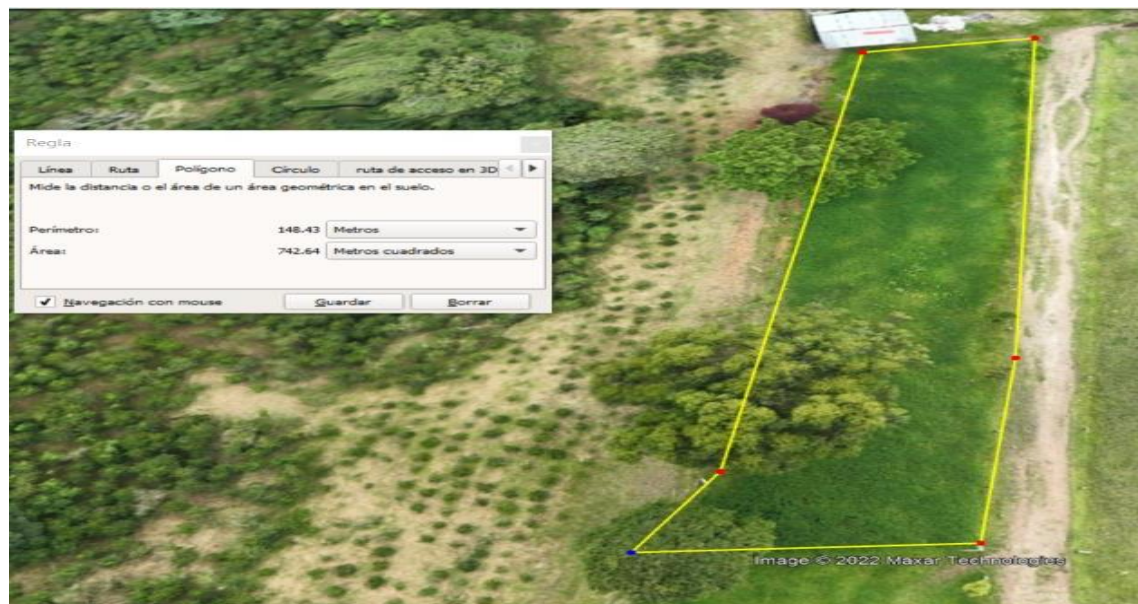 Regla
Línea Ruta Polígono Círculo ruta de acceso en 3D
Mide la distancia o el área de un área geométrica en el suelo.
Perímetro: 148.43 Metros
Área: 742.64 Metros cuadrados
Navegación con mouse Guardar Borrar
Image © 2022 Maxar Technologies